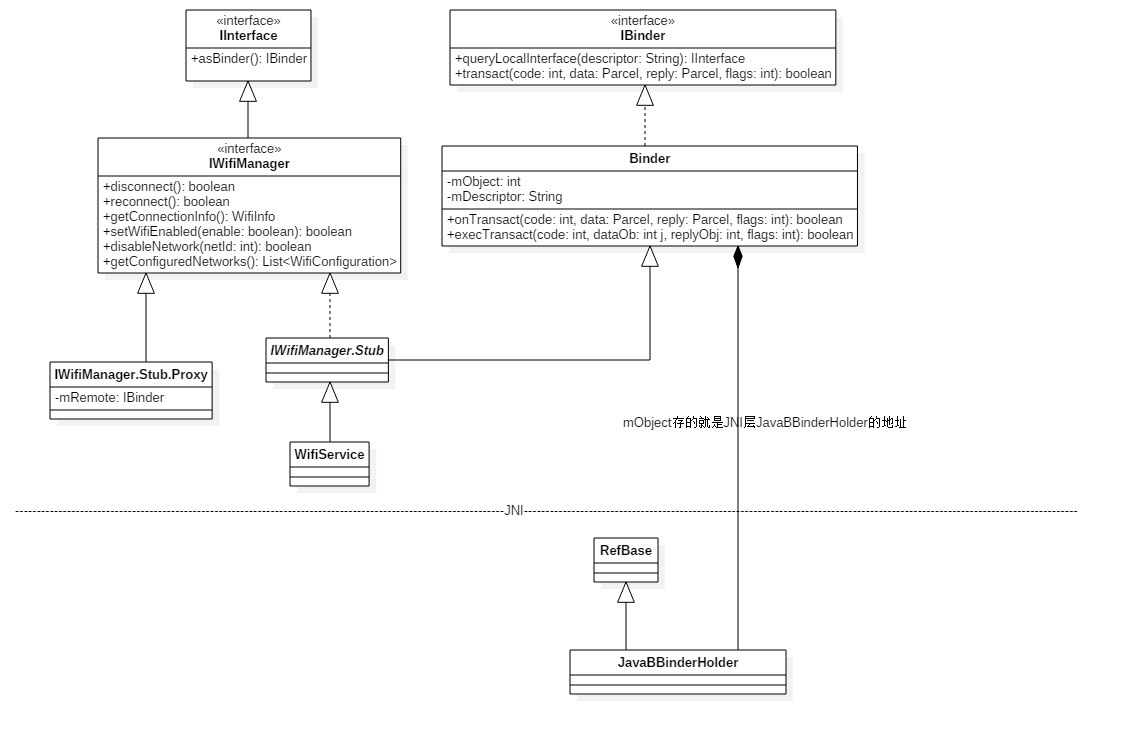 «interface»
IInterface
+asBinder(): IBinder
«interface»
IBinder
+queryLocalInterface(descriptor: String): IInterface
+transact(code: int, data: Parcel, reply: Parcel, flags: int): boolean
«interface»
IWifiManager
+disconnect(): boolean
+reconnect(): boolean
+getConnectionInfo(): WifiInfo
+setWifiEnabled(enable: boolean): boolean
+disableNetwork(netId: int): boolean
+getConfiguredNetworks(): List<WifiConfiguration>
Binder
-mObject: int
-mDescriptor: String
+onTransact(code: int, data: Parcel, reply: Parcel, flags: int): boolean
+execTransact(code: int, dataOb: int j, replyObj: int, flags: int): boolean
IWifiManager.Stub.Proxy
-mRemote: IBinder
IWifiManager.Stub
WifiService
mObject存的就是JNI层JavaBBinderHolder的地址
JNI
RefBase
JavaBBinderHolder